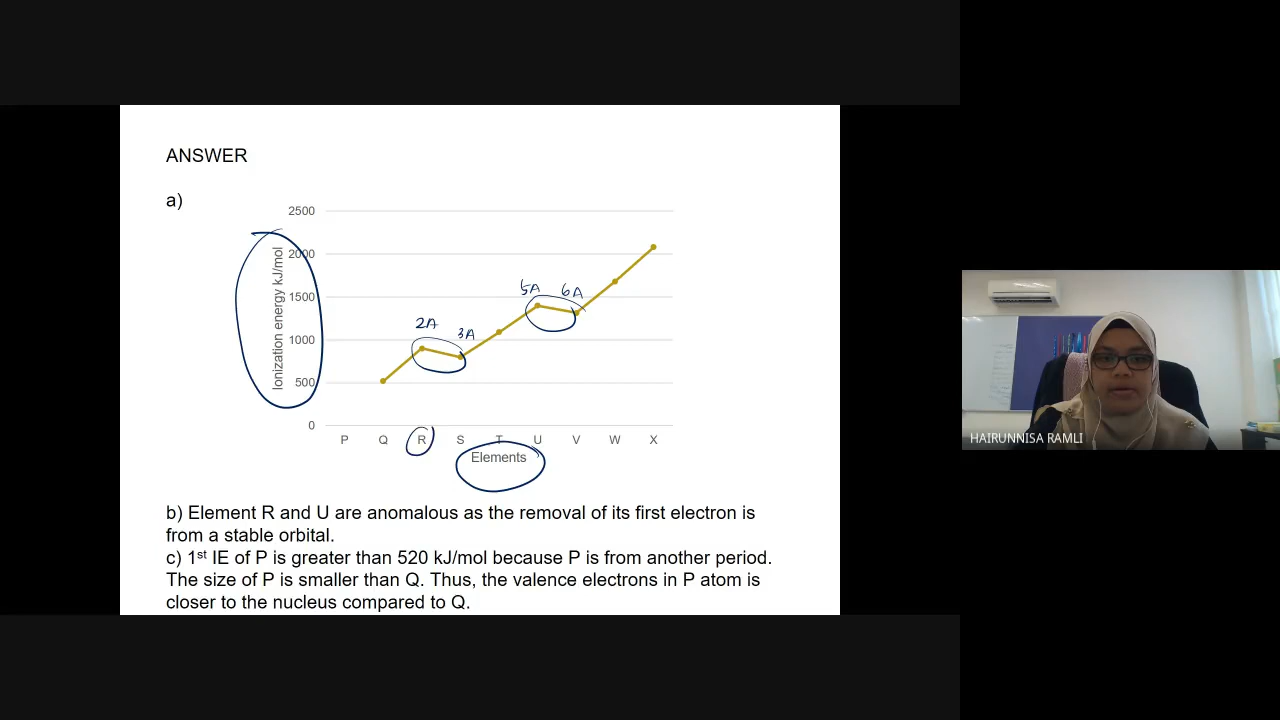 ANSWER
a)
2500
2000
1500
1000
500
0
Ionization energy kJ/mol
2A
3A
5A
6A
P Q R S T U V W X
Elements
b) Element R and U are anomalous as the removal of its first electron is
from a stable orbital.
c) 1st IE of P is greater than 520 kJ/mol because P is from another period.
The size of P is smaller than Q. Thus, the valence electrons in P atom is
closer to the nucleus compared to Q.
HAIRUNNISA RAMLI